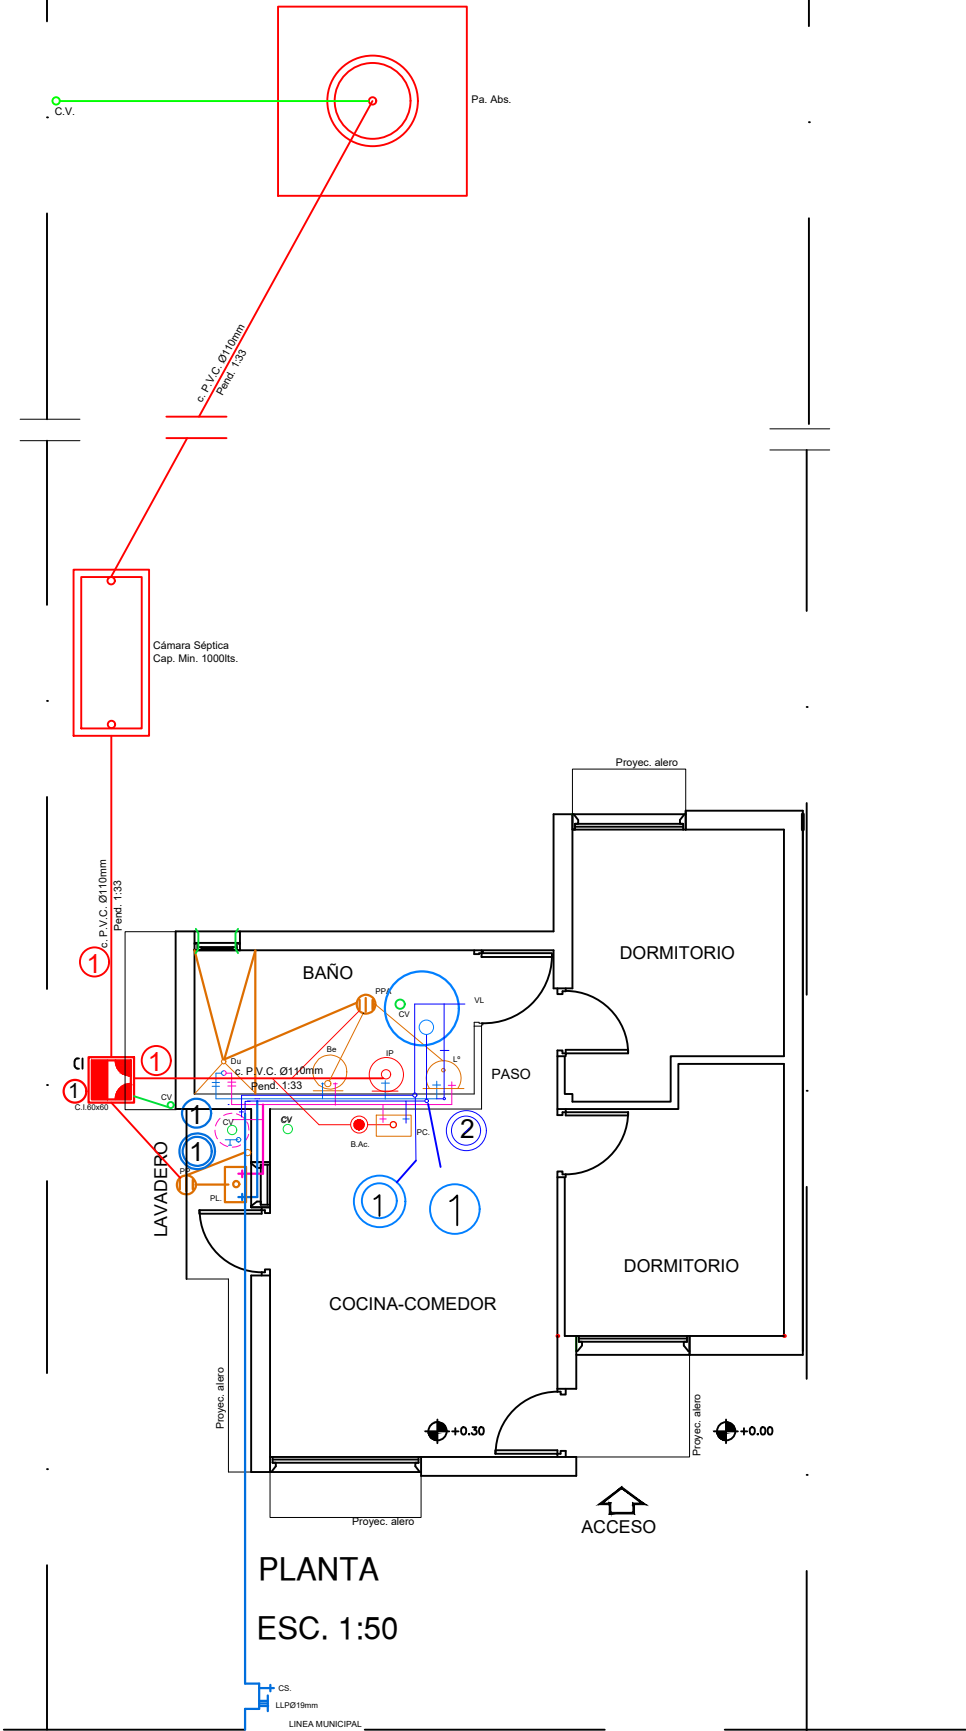 Pa. Abs.
C.V.
c. P.V.C. Ø110mm
Pend. 1:33
Cámara Séptica
Cap. Min. 1000lts.
Proyec. alero
c. P.V.C. Ø110mm
Pend. 1:33
1
DORMITORIO
BAÑO
PPA
CV
VL
CI
1
1
C.I.60x60
CV
Du
c. P.V.C. Ø110mm
Pend. 1:33
Be
IP
Lº
PASO
1
CV
CV
B.Ac.
PC.
2
1
PP
PL.
LAVADERO
1
1
DORMITORIO
COCINA-COMEDOR
Proyec. alero
+0.30
Proyec. alero
+0.00
Proyec. alero
ACCESO
PLANTA
ESC. 1:50
CS.
LLPØ19mm
LINEA MUNICIPAL